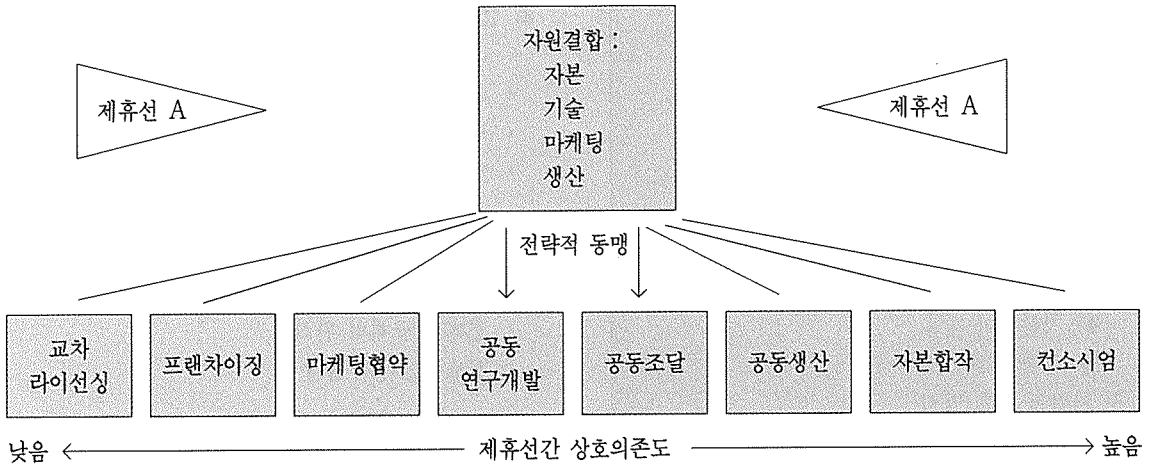 자원결합 :
자본
기술
마케팅
생산
제휴선 A
제휴선 A
전략적 동맹
교차
라이선싱
프랜차이징
마케팅협약
공동
연구개발
공동조달
공동생산
자본합작
컨소시엄
낮음
제휴선간 상호의존도
높음